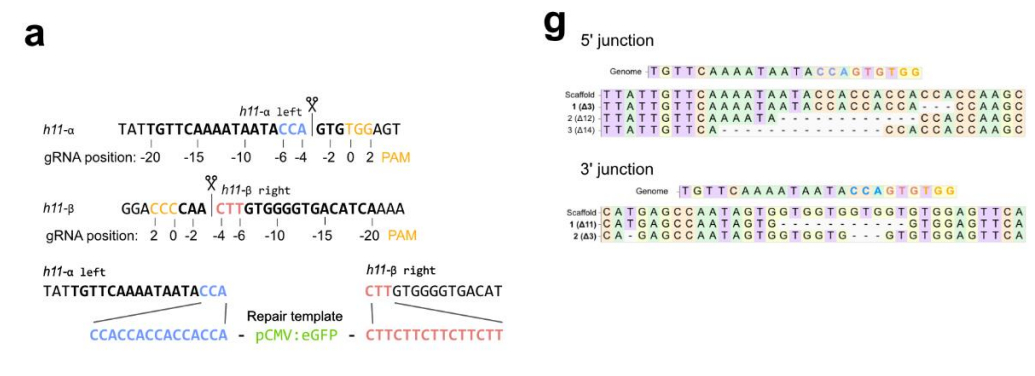 a
h11-α left
h11-α TATTGTTCAAAATAATACCA GTGTGGAGT
gRNA position: -20 -15 -10 -6 -4 -2 0 2 PAM
h11-β right
h11-β GGACCCCAA CTTGTGGGGTGACATCAAAA
gRNA position: 2 0 -2 -4 -6 -10 -15 -20 PAM
h11-α left h11-β right
TATTGTTCAAAATAATACCA CTTGTGGGGTGACAT
Repair template
CCACCACCACCACCA - pCMV:eGFP - CTTCTTCTTCTTCTT
g
5' junction
Genome TGTTCAAAATAATACCAGTGTGG
Scaffold TTATTGTTCAAAATAATACCACCACCACCACCAAGC
1 (Δ3) TTATTGTTCAAAATAATACCACCACCA---CCAAGC
2 (Δ12) TTATTGTTCAAAATA------------CCACCAAGC
3 (Δ14) TTATTGTTCA--------------CCACCACCAAGC
3' junction
Genome TGTTCAAAATAATACCAGTGTGG
Scaffold CATGAGCCAATAGTGGTGGTGGTGGTGTGGAGTTCA
1 (Δ11) CATGAGCCAATAGTG-----------GTGGAGTTCA
2 (Δ3) CA-GAGCCAATAGTGGTGGTG---GTGTGGAGTTCA